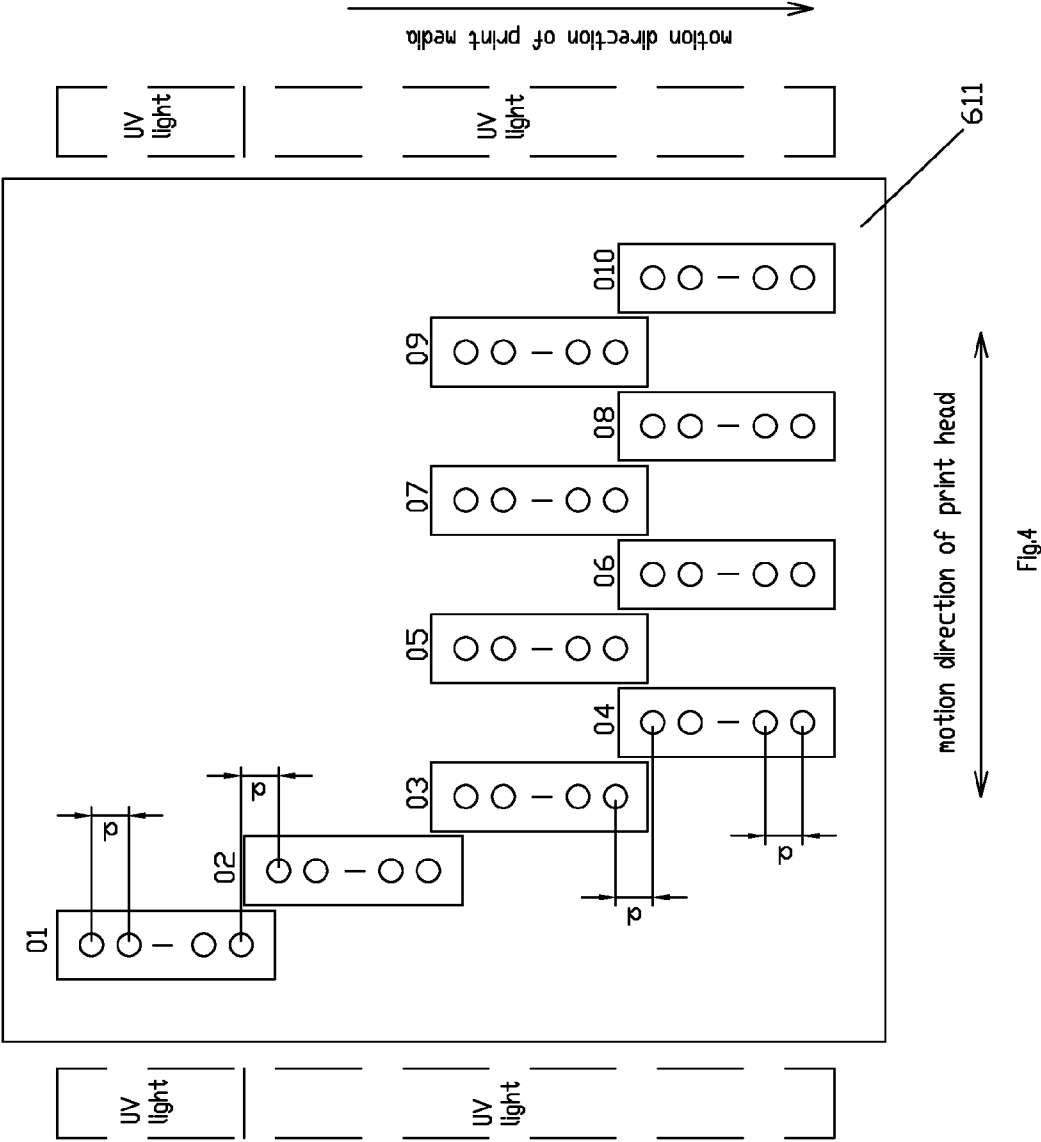 motion direction of print media
UV
light
UV
light
611
01
02
03
04
05
06
07
08
09
010
d
d
d
d
UV
light
UV
light
motion direction of print head
Fig.4